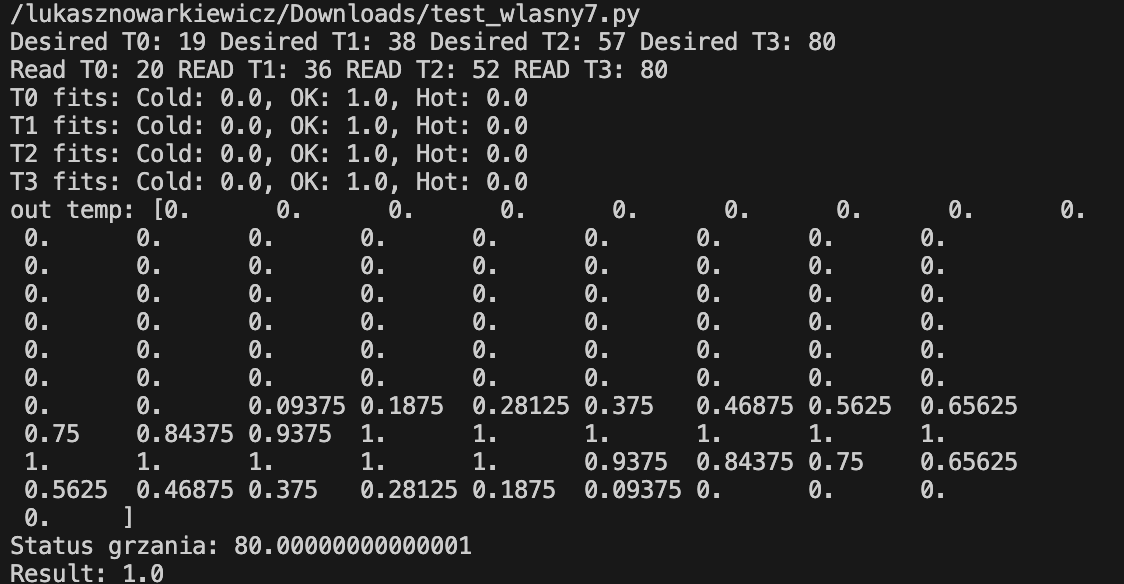 /lukasznowarkiewicz/Downloads/test_wlasny7.py
Desired T0: 19 Desired T1: 38 Desired T2: 57 Desired T3: 80
Read T0: 20 READ T1: 36 READ T2: 52 READ T3: 80
T0 fits: Cold: 0.0, OK: 1.0, Hot: 0.0
T1 fits: Cold: 0.0, OK: 1.0, Hot: 0.0
T2 fits: Cold: 0.0, OK: 1.0, Hot: 0.0
T3 fits: Cold: 0.0, OK: 1.0, Hot: 0.0
out temp: [0. 0. 0. 0. 0. 0. 0. 0. 0.
0. 0. 0. 0. 0. 0. 0. 0. 0.
0. 0. 0. 0. 0. 0. 0. 0. 0.
0. 0. 0. 0. 0. 0. 0. 0. 0.
0. 0. 0. 0. 0. 0. 0. 0. 0.
0. 0. 0. 0. 0. 0. 0. 0. 0.
0. 0. 0. 0. 0. 0. 0. 0. 0.
0. 0. 0.09375 0.1875 0.28125 0.375 0.46875 0.5625 0.65625
0.75 0.84375 0.9375 1. 1. 1. 1. 1. 1.
1. 1. 1. 1. 1. 0.9375 0.84375 0.75 0.65625
0.5625 0.46875 0.375 0.28125 0.1875 0.09375 0. 0. 0.
0. ]
Status grzania: 80.00000000000001
Result: 1.0